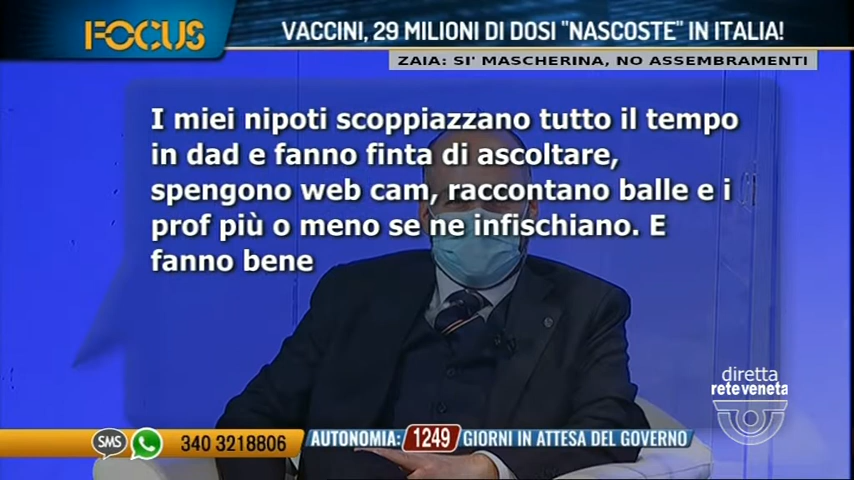 FOCUS
VACCINI, 29 MILIONI DI DOSI "NASCOSTE" IN ITALIA!
ZAIA: SI' MASCHERINA, NO ASSEMBRAMENTI
I miei nipoti scoppiazzano tutto il tempo
in dad e fanno finta di ascoltare,
spengono web cam, raccontano balle e i
prof più o meno se ne infischiano. E
fanno bene
diretta
reteveneta
SMS 340 3218806
AUTONOMIA: 1249 GIORNI IN ATTESA DEL GOVERNO